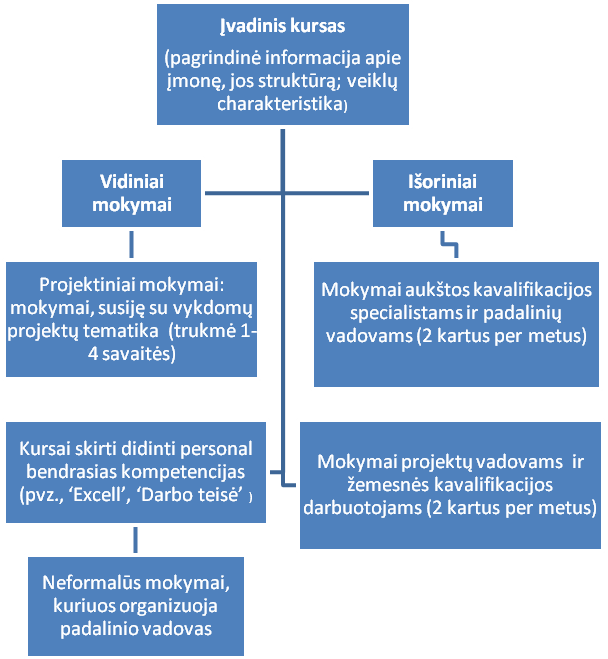 Įvadinis kursas
(pagrindinė informacija apie
įmonę, jos struktūrą; veiklų
charakteristika)
Vidiniai
mokymai
Išoriniai
mokymai
Projektiniai mokymai:
mokymai, susiję su vykdomų
projektų tematika (trukmė 1-
4 savaitės)
Mokymai aukštos kavalifikacijos
specialistams ir padalinių
vadovams (2 kartus per metus)
Kursai skirti didinti personal
bendrasias kompetencijas
(pvz., ‘Excell’, ‘Darbo teisė’ )
Mokymai projektų vadovams ir
žemesnės kavalifikacijos
darbuotojams (2 kartus per metus)
Neformalūs mokymai,
kuriuos organizuoja
padalinio vadovas